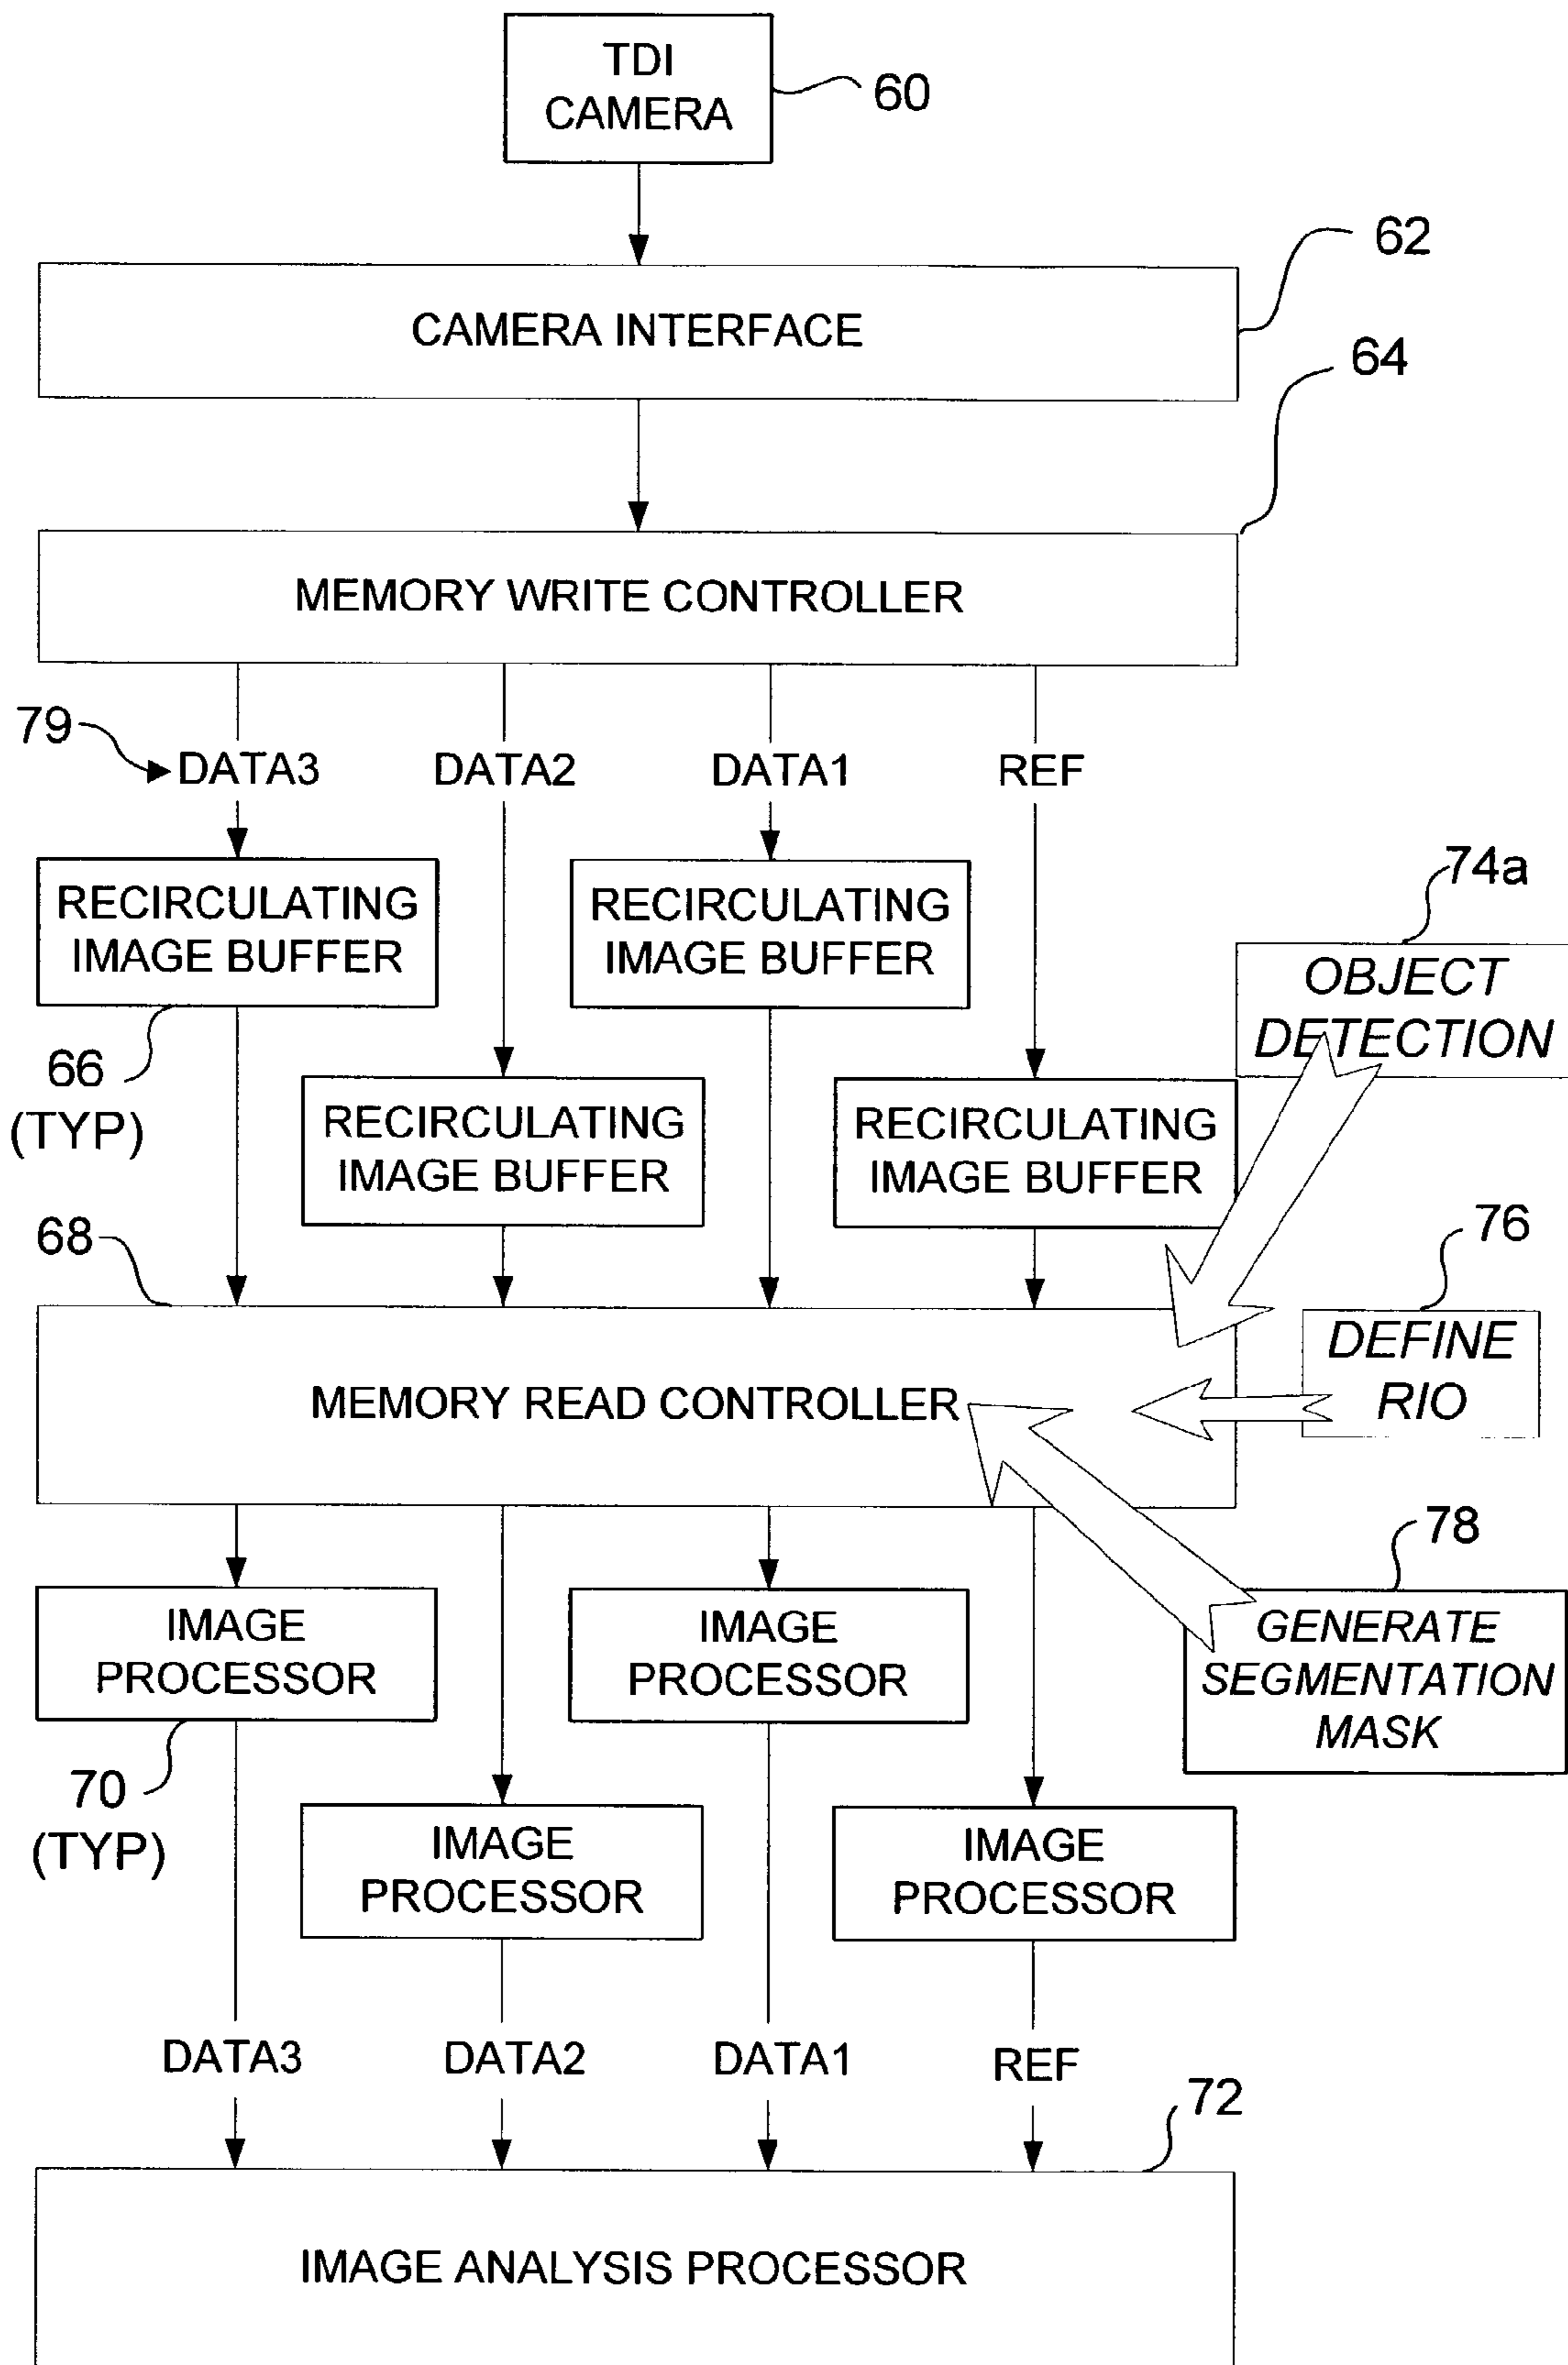 TDI
CAMERA
60
62
CAMERA INTERFACE
64
MEMORY WRITE CONTROLLER
79
DATA3 DATA2 DATA1 REF
74a
RECIRCULATING
IMAGE BUFFER
RECIRCULATING
IMAGE BUFFER
OBJECT
DETECTION
66
(TYP)
RECIRCULATING
IMAGE BUFFER
RECIRCULATING
IMAGE BUFFER
68
76
DEFINE
RIO
MEMORY READ CONTROLLER
78
IMAGE
PROCESSOR
IMAGE
PROCESSOR
GENERATE
SEGMENTATION
MASK
70
(TYP)
IMAGE
PROCESSOR
IMAGE
PROCESSOR
DATA3 DATA2 DATA1 REF
72
IMAGE ANALYSIS PROCESSOR